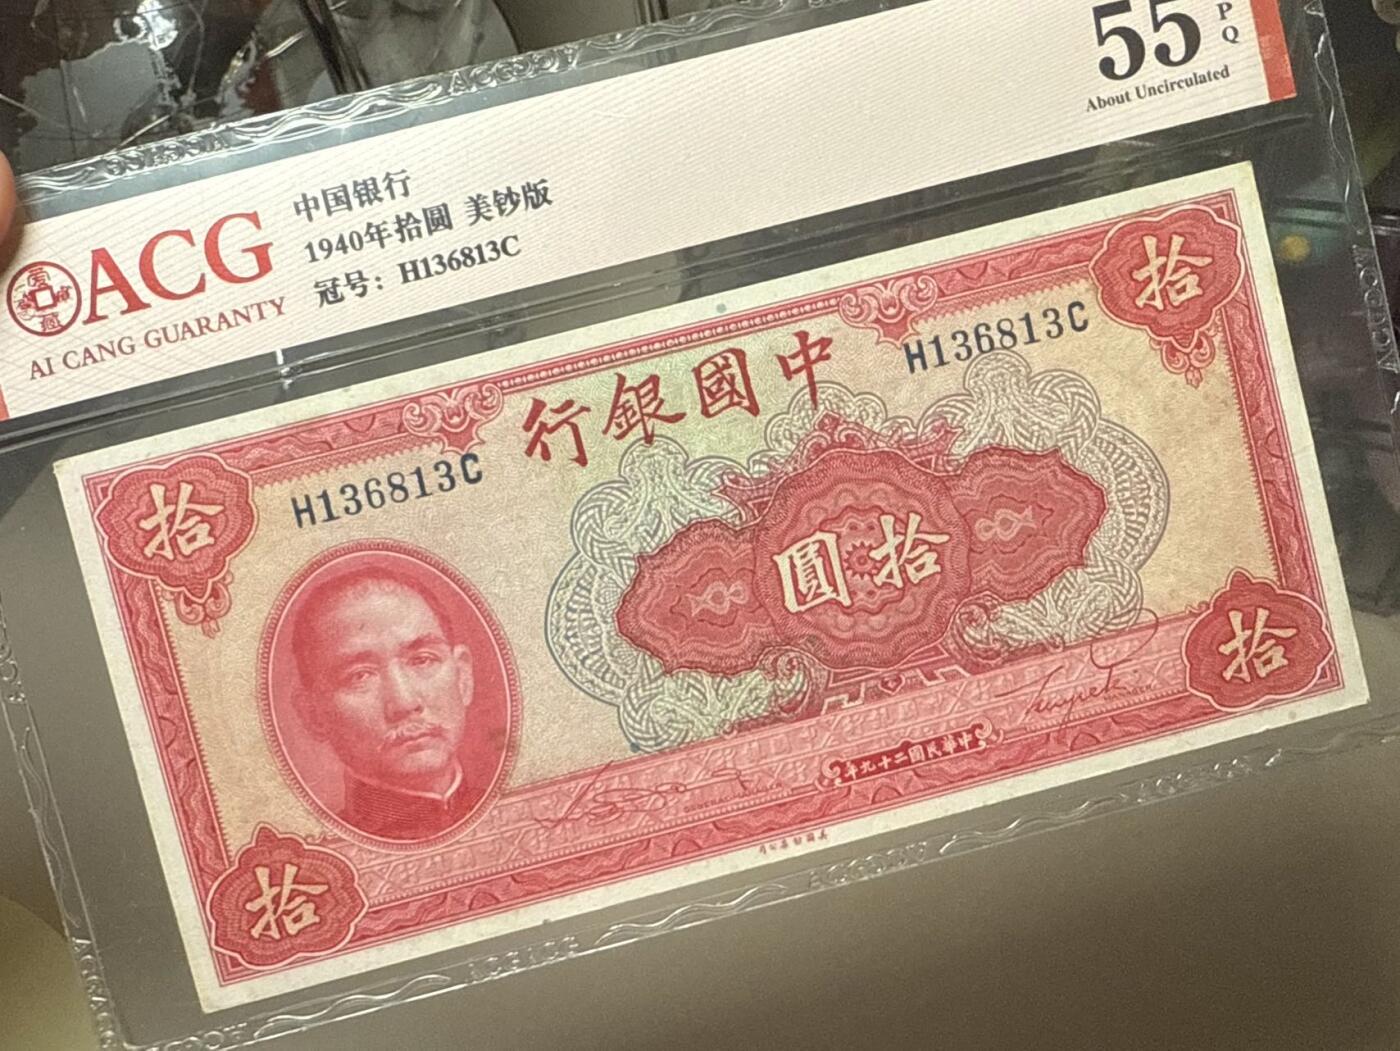 55
P
Q
About Uncirculated
ACG
AI CANG GUARANTY
中国银行
1940年拾圆 美钞版
冠号：H136813C
拾
拾
行銀國中
H136813C
H136813C
圓拾
年九十二國民華中
拾
拾